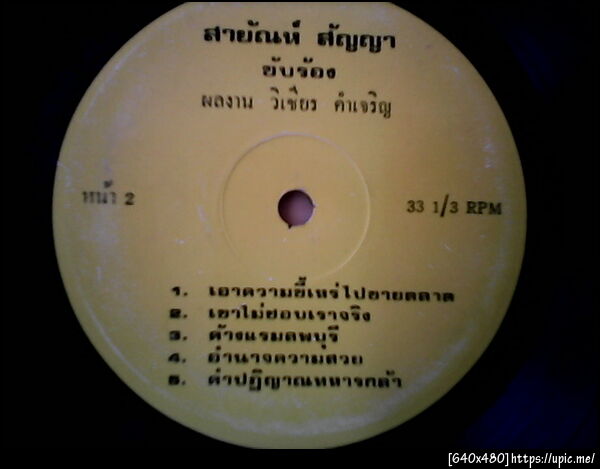 สายัณห์ สัญญา
ขับร้อง
ผลงาน วิเชียร คำเจริญ
หน้า 2
33 1/3 RPM
1. เอาความขี้เหร่ไปขายตลาด
2. เขาไม่ชอบเราจริง
3. ค้างแรมลพบุรี
4. อำนาจความสวย
5. คำปฏิญาณทหารกล้า
[640x480]https://upic.me/